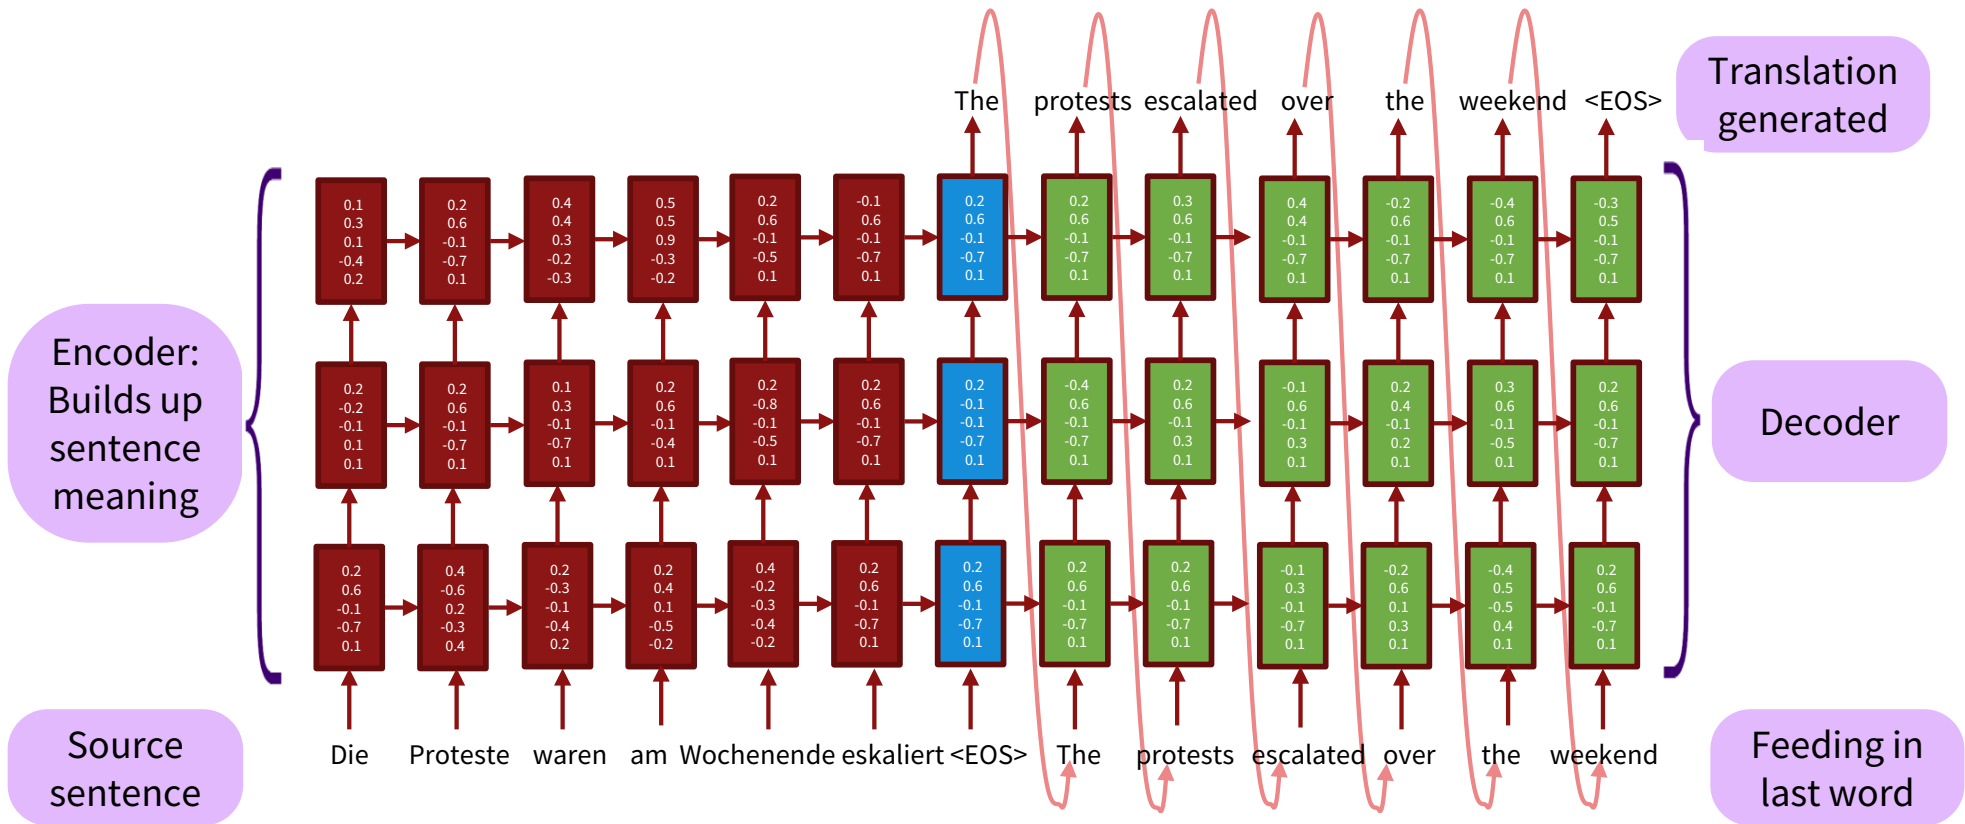 The protests escalated over the weekend <EOS>
Translation
generated
0.1 0.2 0.4 0.5 0.2 -0.1 0.2 0.2 0.3 0.4 -0.2 -0.4 -0.3
0.3 0.6 0.4 0.5 0.6 0.6 0.6 0.6 0.6 0.4 0.6 0.6 0.5
0.1 -0.1 0.3 0.9 -0.1 -0.1 -0.1 -0.1 -0.1 -0.1 -0.1 -0.1 -0.1
-0.4 -0.7 -0.2 -0.3 -0.5 -0.7 -0.7 -0.7 -0.7 -0.7 -0.7 -0.7 -0.7
0.2 0.1 -0.3 -0.2 0.1 0.1 0.1 0.1 0.1 0.1 0.1 0.1 0.1
Encoder:
Builds up
sentence
meaning
0.2 0.2 0.1 0.2 0.2 0.2 0.2 -0.4 0.2 -0.1 0.2 0.3 0.2
-0.2 0.6 0.3 0.6 -0.8 0.6 -0.1 0.6 0.6 0.6 0.4 0.6 0.6
-0.1 -0.1 -0.1 -0.1 -0.1 -0.1 -0.1 -0.1 -0.1 -0.1 -0.1 -0.1 -0.1
0.1 -0.7 -0.7 -0.4 -0.5 -0.7 -0.7 -0.7 0.3 0.3 0.2 -0.5 -0.7
0.1 0.1 0.1 0.1 0.1 0.1 0.1 0.1 0.1 0.1 0.1 0.1 0.1
Decoder
0.2 0.4 0.2 0.2 0.4 0.2 0.2 0.2 0.2 -0.1 -0.2 -0.4 0.2
0.6 -0.6 -0.3 0.4 -0.2 0.6 0.6 0.6 0.6 0.3 0.6 0.5 0.6
-0.1 0.2 -0.1 0.1 -0.3 -0.1 -0.1 -0.1 -0.1 -0.1 0.1 -0.5 -0.1
-0.7 -0.3 -0.4 -0.5 -0.4 -0.7 -0.7 -0.7 -0.7 -0.7 0.3 0.4 -0.7
0.1 0.4 0.2 -0.2 -0.2 0.1 0.1 0.1 0.1 0.1 0.1 0.1 0.1
Source
sentence
Die Proteste waren am Wochenende eskaliert <EOS> The protests escalated over the weekend
Feeding in
last word